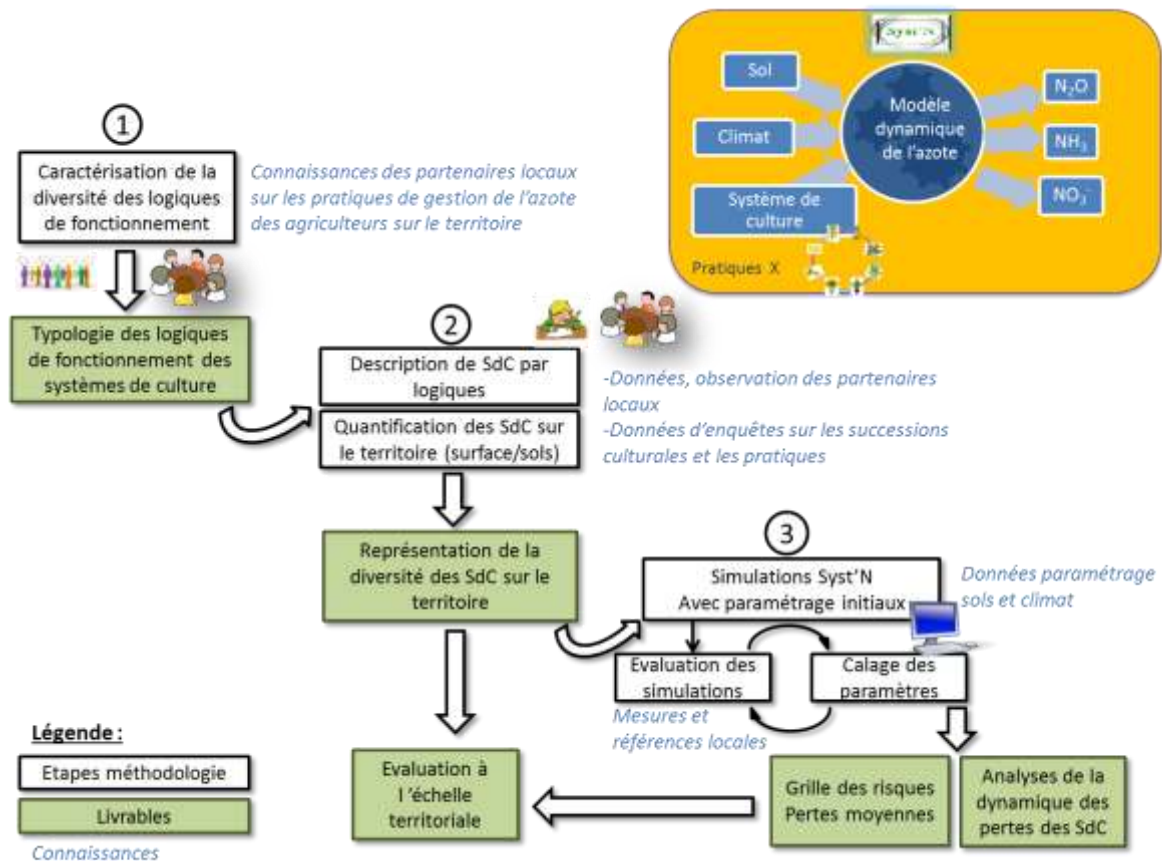 Syst'N
Sol
Climat
Système de
culture
Modèle
dynamique
de l'azote
N₂O
NH₃
NO₃⁻
Pratiques X
1
Caractérisation de la
diversité des logiques
de fonctionnement
Connaissances des partenaires locaux
sur les pratiques de gestion de l'azote
des agriculteurs sur le territoire
Typologie des logiques
de fonctionnement des
systèmes de culture
2
Description de SdC par
logiques
Quantification des SdC sur
le territoire (surface/sols)
-Données, observation des partenaires
locaux
-Données d'enquêtes sur les successions
culturales et les pratiques
Représentation de la
diversité des SdC sur le
territoire
3
Simulations Syst'N
Avec paramétrage initiaux
Données paramétrage
sols et climat
Evaluation des
simulations
Calage des
paramètres
Mesures et
références locales
Evaluation à
l 'échelle
territoriale
Grille des risques
Pertes moyennes
Analyses de la
dynamique des
pertes des SdC
Légende :
Etapes méthodologie
Livrables
Connaissances